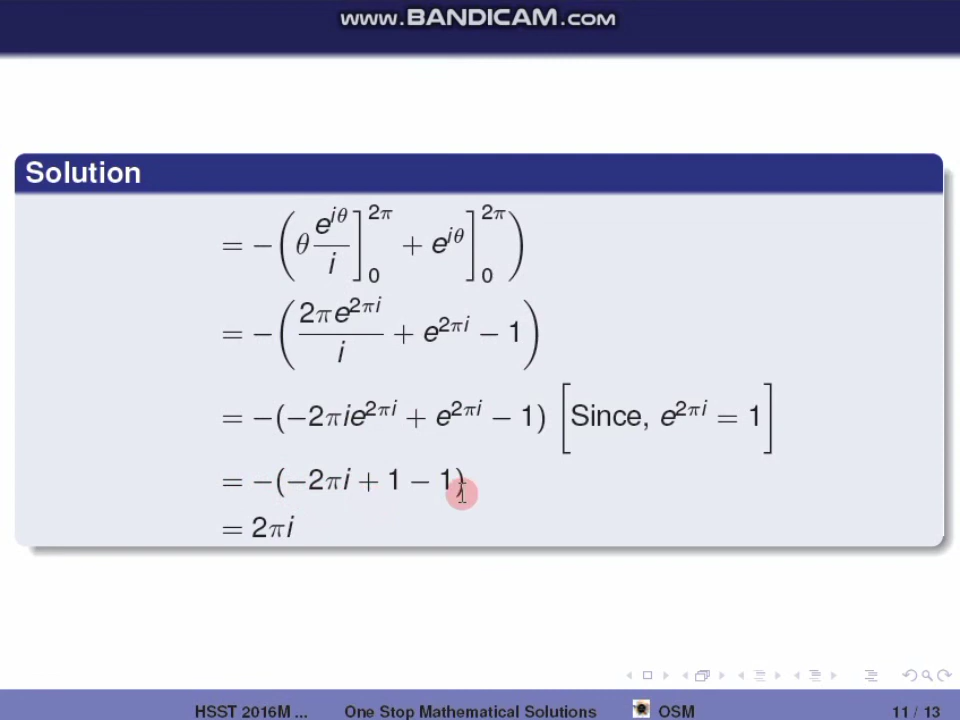 www.BANDICAM.com
Solution
= −(θ e^{iθ}/i]_0^{2π} + e^{iθ}]_0^{2π})
= −(2πe^{2πi}/i + e^{2πi} − 1)
= −(−2πie^{2πi} + e^{2πi} − 1) [Since, e^{2πi} = 1]
= −(−2πi + 1 − 1)
= 2πi
HSST 2016M ... One Stop Mathematical Solutions OSM 11 / 13